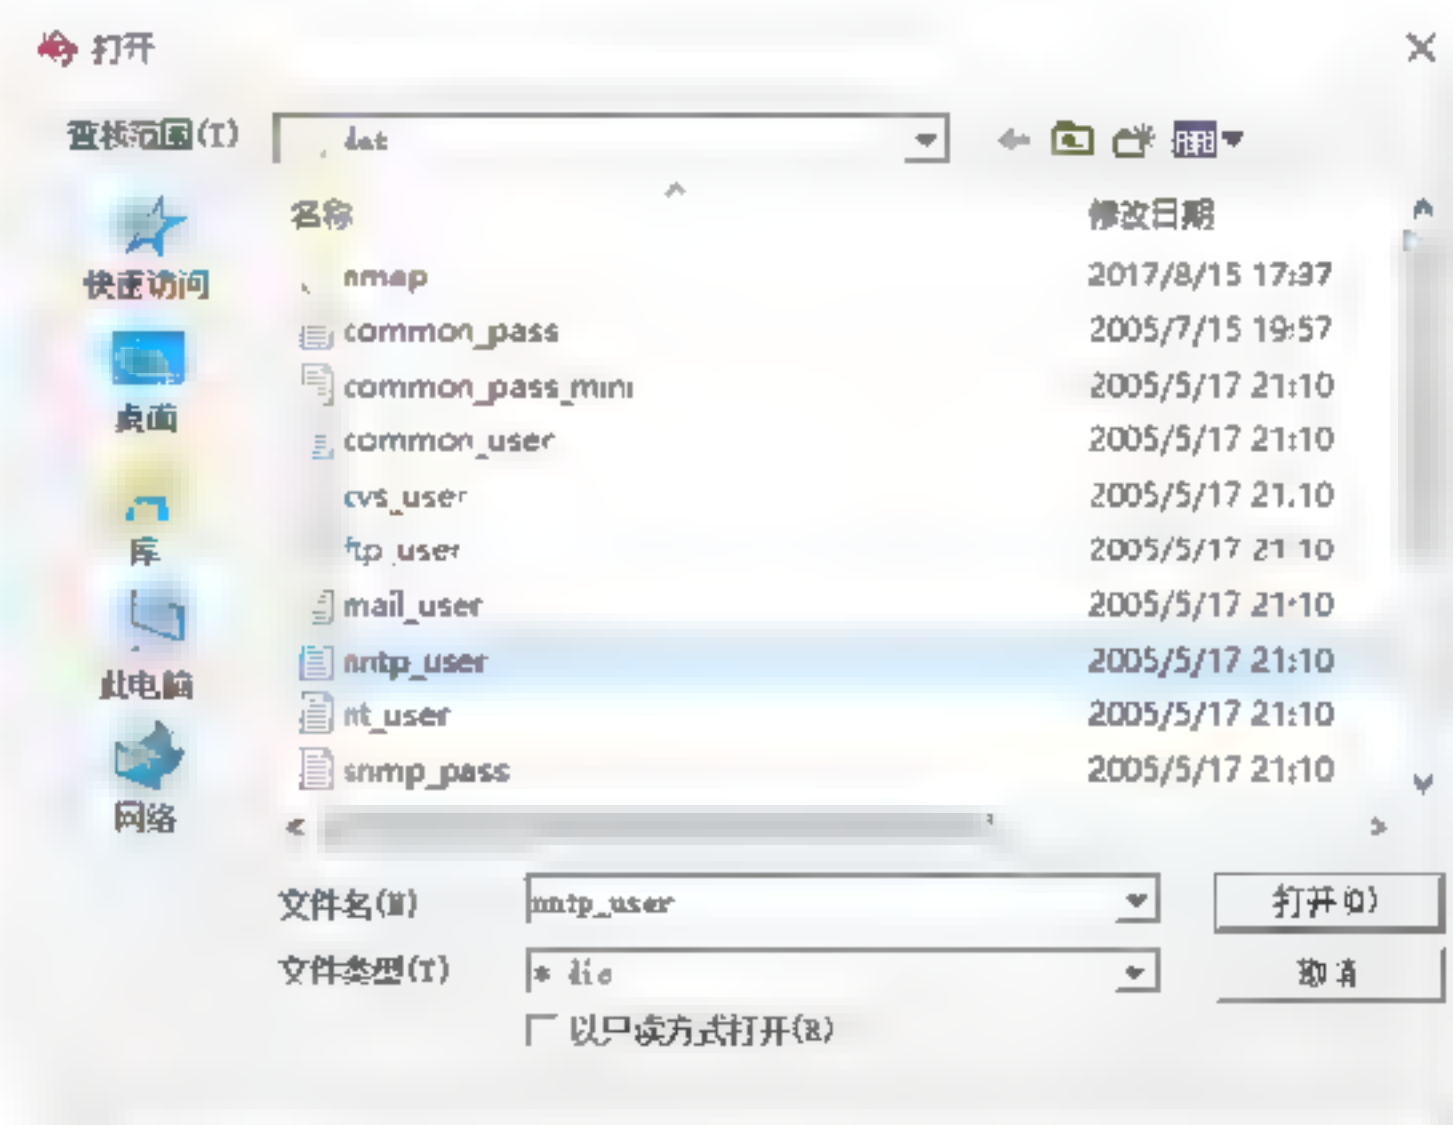 打开
查找范围(I) dat
名称 修改日期
nmap 2017/8/15 17:37
common_pass 2005/7/15 19:57
common_pass_mini 2005/5/17 21:10
common_user 2005/5/17 21:10
cvs_user 2005/5/17 21:10
ftp_user 2005/5/17 21:10
mail_user 2005/5/17 21:10
nntp_user 2005/5/17 21:10
nt_user 2005/5/17 21:10
snmp_pass 2005/5/17 21:10
快速访问
桌面
库
此电脑
网络
文件名(N) nntp_user 打开(O)
文件类型(T) *.dic 取消
以只读方式打开(R)